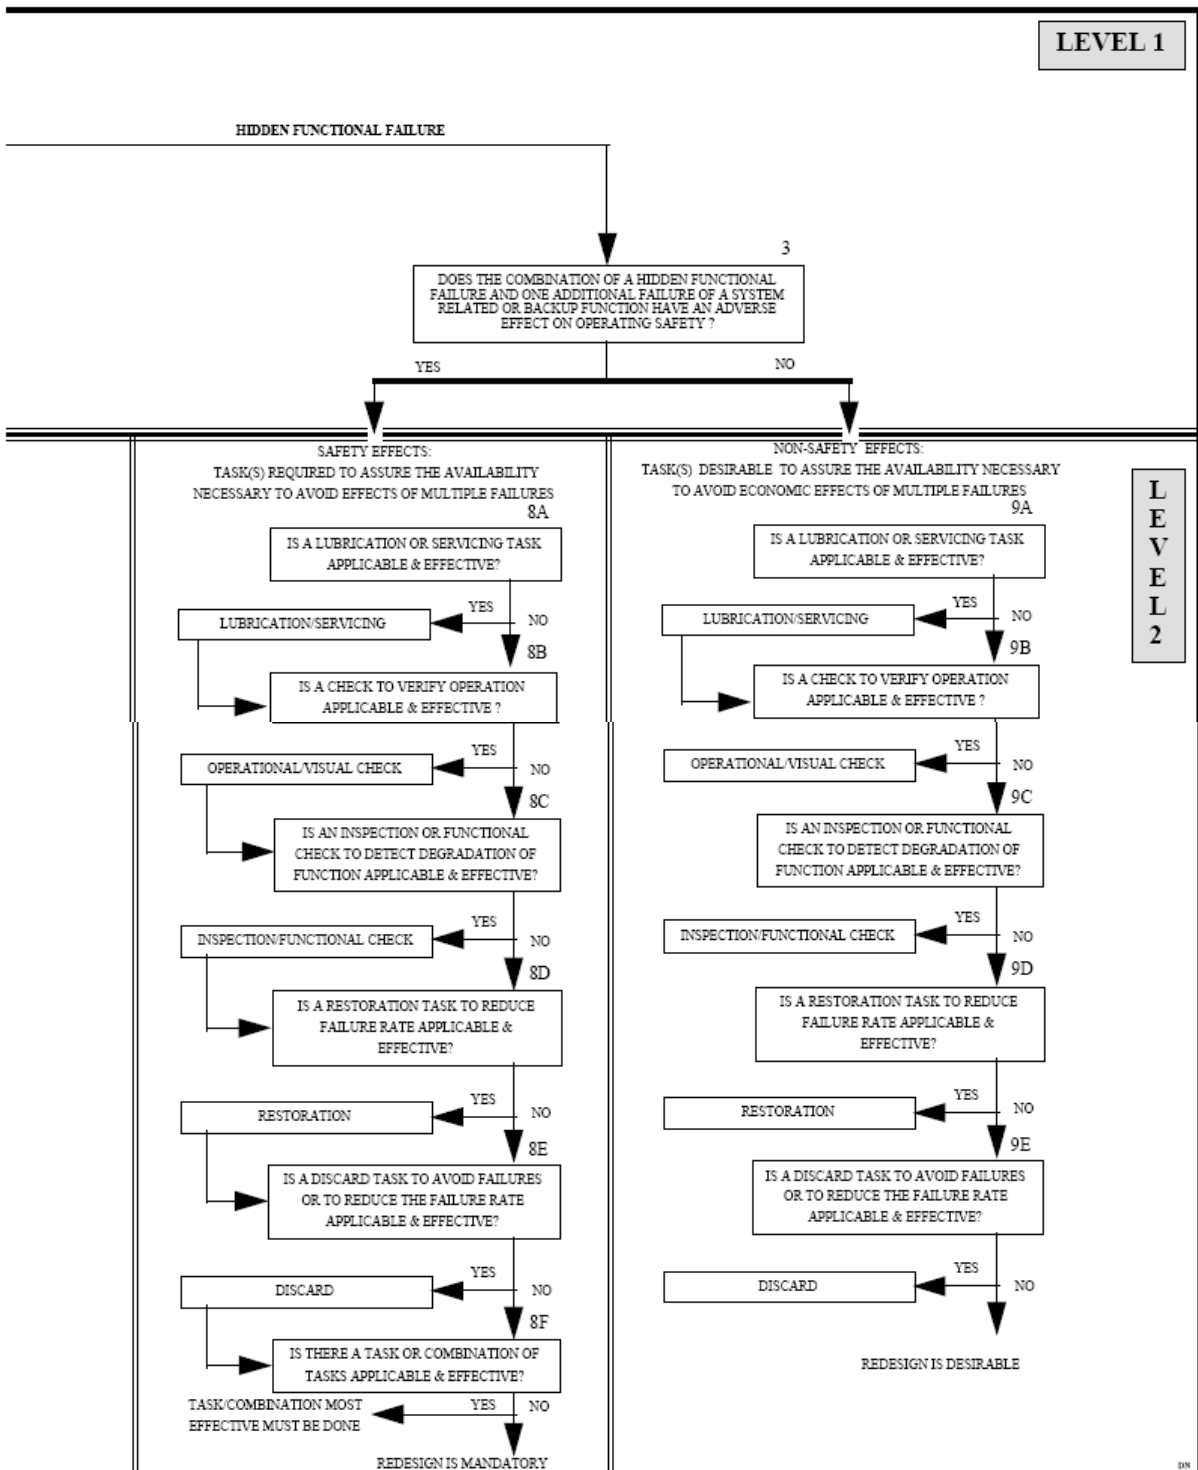 LEVEL 1
HIDDEN FUNCTIONAL FAILURE
3
DOES THE COMBINATION OF A HIDDEN FUNCTIONAL
FAILURE AND ONE ADDITIONAL FAILURE OF A SYSTEM
RELATED OR BACKUP FUNCTION HAVE AN ADVERSE
EFFECT ON OPERATING SAFETY ?
YES
NO
SAFETY EFFECTS:
TASK(S) REQUIRED TO ASSURE THE AVAILABILITY
NECESSARY TO AVOID EFFECTS OF MULTIPLE FAILURES
8A
IS A LUBRICATION OR SERVICING TASK
APPLICABLE & EFFECTIVE?
YES
NO
LUBRICATION/SERVICING
8B
IS A CHECK TO VERIFY OPERATION
APPLICABLE & EFFECTIVE ?
YES
NO
OPERATIONAL/VISUAL CHECK
8C
IS AN INSPECTION OR FUNCTIONAL
CHECK TO DETECT DEGRADATION OF
FUNCTION APPLICABLE & EFFECTIVE?
YES
NO
INSPECTION/FUNCTIONAL CHECK
8D
IS A RESTORATION TASK TO REDUCE
FAILURE RATE APPLICABLE &
EFFECTIVE?
YES
NO
RESTORATION
8E
IS A DISCARD TASK TO AVOID FAILURES
OR TO REDUCE THE FAILURE RATE
APPLICABLE & EFFECTIVE?
YES
NO
DISCARD
8F
IS THERE A TASK OR COMBINATION OF
TASKS APPLICABLE & EFFECTIVE?
YES
NO
TASK/COMBINATION MOST
EFFECTIVE MUST BE DONE
REDESIGN IS MANDATORY
NON-SAFETY EFFECTS:
TASK(S) DESIRABLE TO ASSURE THE AVAILABILITY NECESSARY
TO AVOID ECONOMIC EFFECTS OF MULTIPLE FAILURES
9A
IS A LUBRICATION OR SERVICING TASK
APPLICABLE & EFFECTIVE?
YES
NO
LUBRICATION/SERVICING
9B
IS A CHECK TO VERIFY OPERATION
APPLICABLE & EFFECTIVE ?
YES
NO
OPERATIONAL/VISUAL CHECK
9C
IS AN INSPECTION OR FUNCTIONAL
CHECK TO DETECT DEGRADATION OF
FUNCTION APPLICABLE & EFFECTIVE?
YES
NO
INSPECTION/FUNCTIONAL CHECK
9D
IS A RESTORATION TASK TO REDUCE
FAILURE RATE APPLICABLE &
EFFECTIVE?
YES
NO
RESTORATION
9E
IS A DISCARD TASK TO AVOID FAILURES
OR TO REDUCE THE FAILURE RATE
APPLICABLE & EFFECTIVE?
YES
NO
DISCARD
REDESIGN IS DESIRABLE
LEVEL 2
DN